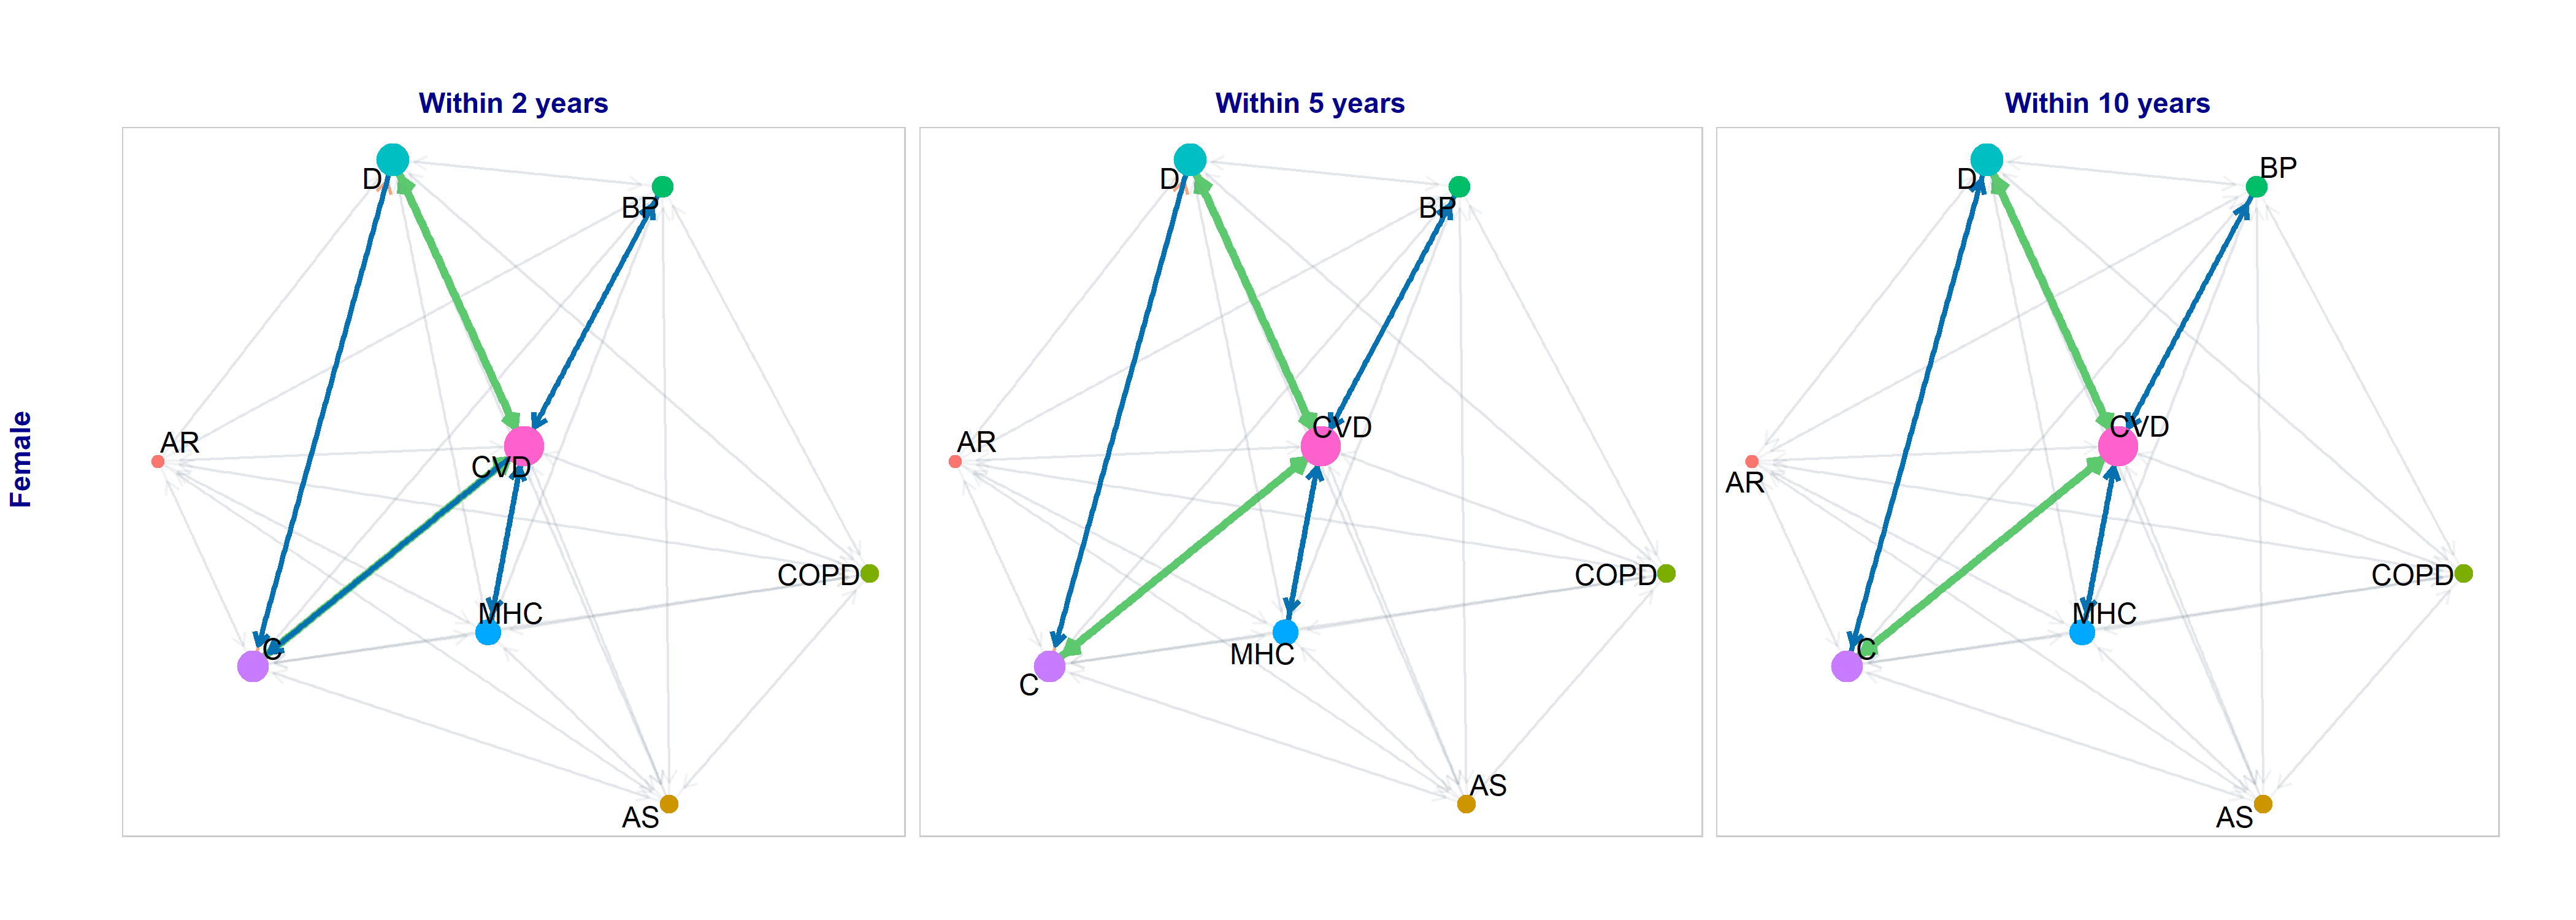 Within 2 years
Within 5 years
Within 10 years
Female
D
BP
AR
CVD
COPD
MHC
C
AS
D
BP
CVD
AR
COPD
MHC
C
AS
BP
D
CVD
AR
COPD
MHC
C
AS